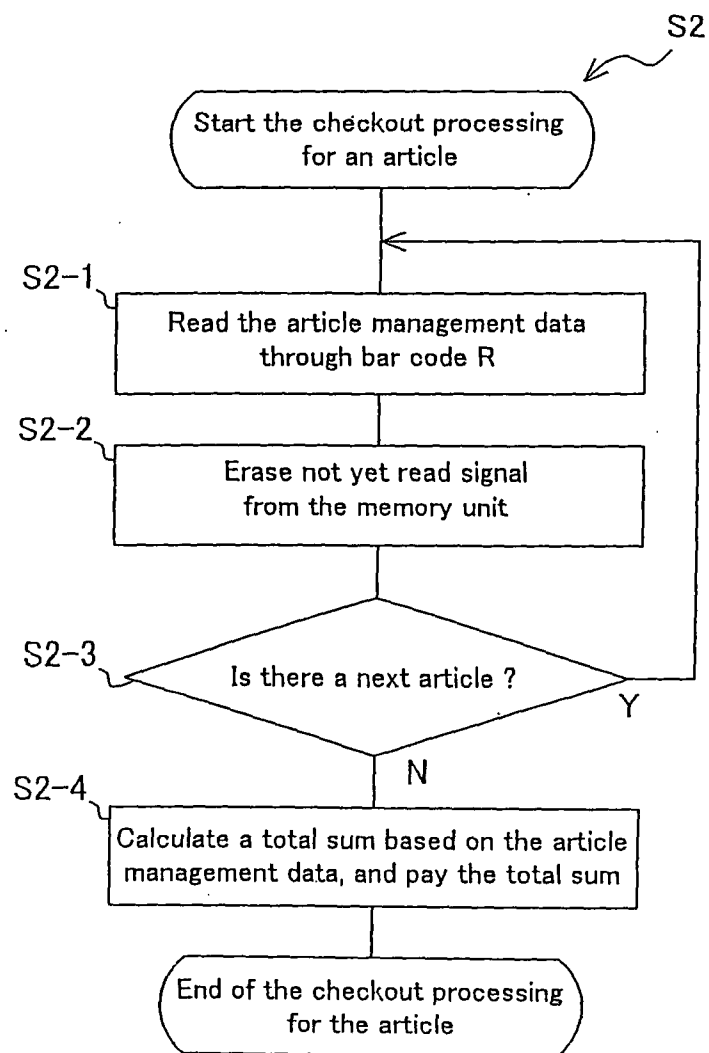 S2
Start the checkout processing
for an article
S2-1
Read the article management data
through bar code R
S2-2
Erase not yet read signal
from the memory unit
S2-3
Is there a next article ?
Y
N
S2-4
Calculate a total sum based on the article
management data, and pay the total sum
End of the checkout processing
for the article